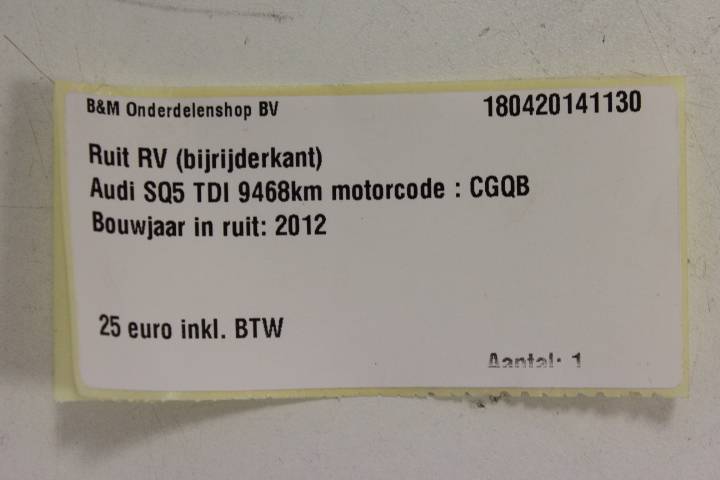 B&M Onderdelenshop BV 180420141130
Ruit RV (bijrijderkant)
Audi SQ5 TDI 9468km motorcode : CGQB
Bouwjaar in ruit: 2012
25 euro inkl. BTW
Aantal: 1